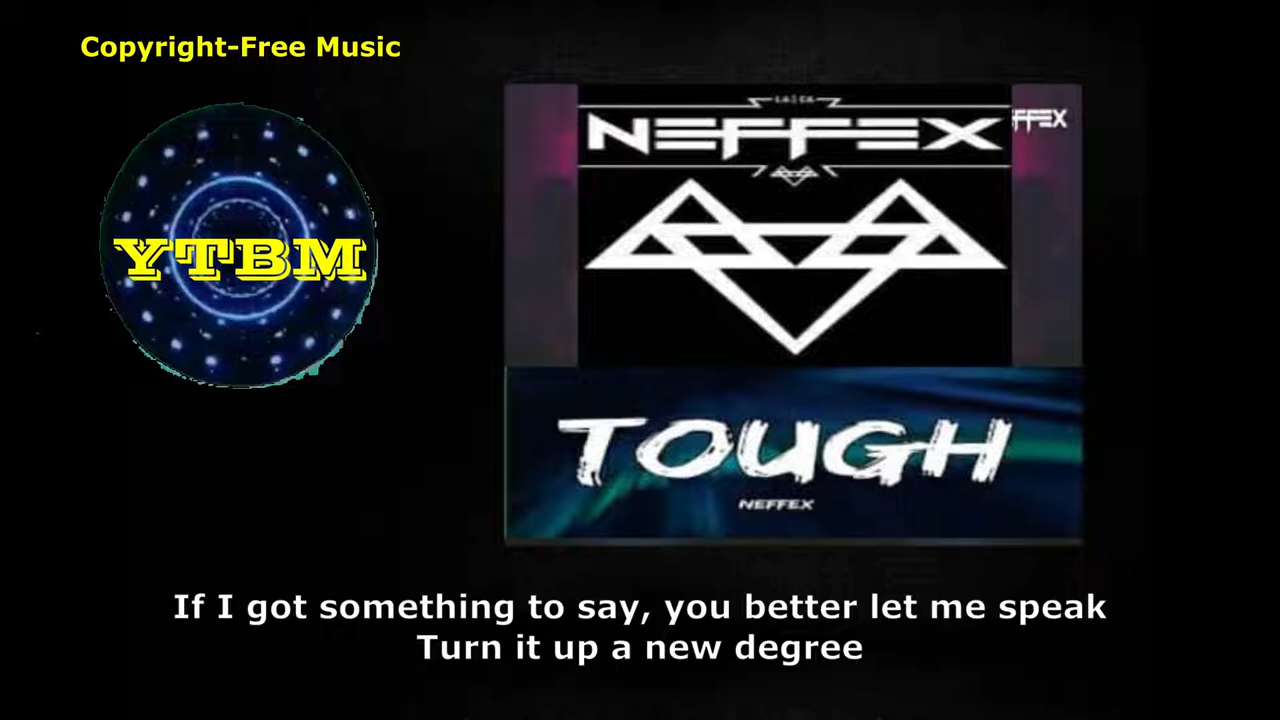 Copyright-Free Music
YTBM
NEFFEX
FFEX
TOUGH
NEFFEX
If I got something to say, you better let me speak
Turn it up a new degree